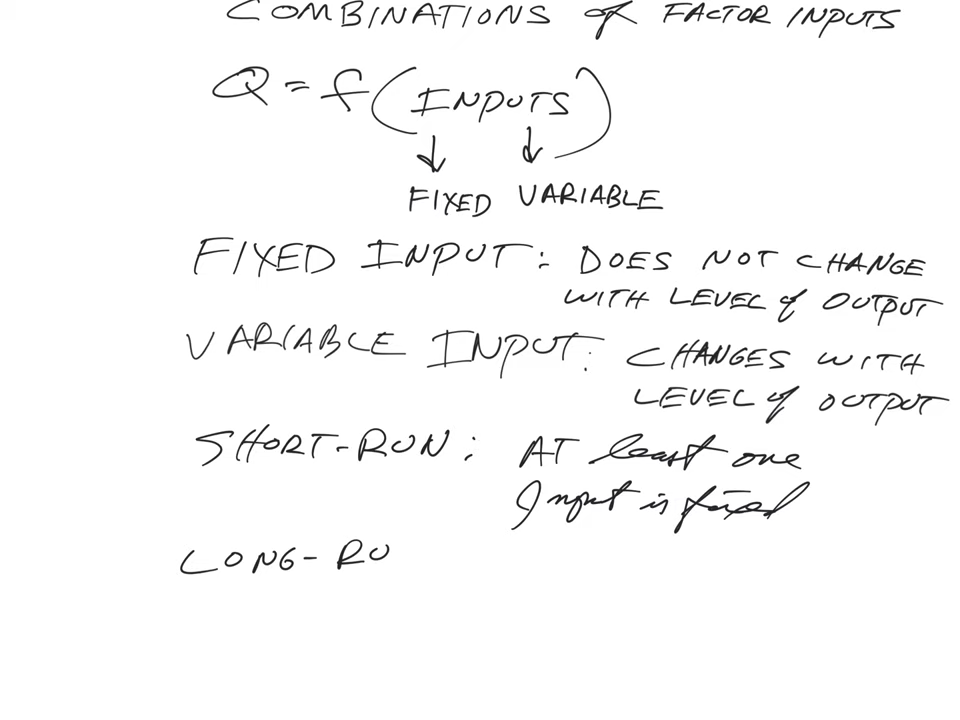 COMBINATIONS of FACTOR INPUTS
Q = f(INPUTS)
↓ ↓
FIXED VARIABLE
FIXED INPUT: DOES NOT CHANGE
WITH LEVEL of OUTPUT
VARIABLE INPUT: CHANGES WITH
LEVEL of OUTPUT
SHORT-RUN: AT least one
Input is fixed
LONG-RU